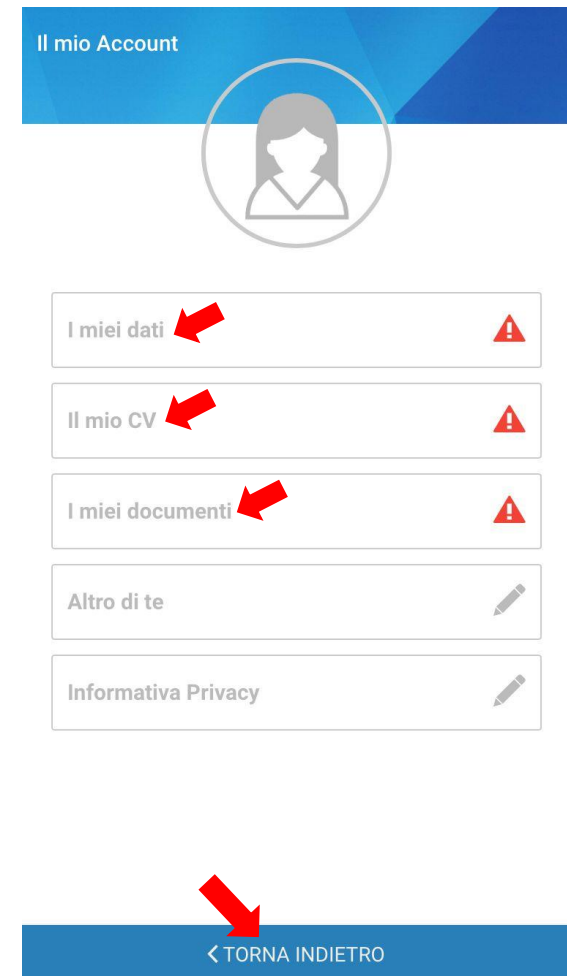 Il mio Account
I miei dati
Il mio CV
I miei documenti
Altro di te
Informativa Privacy
TORNA INDIETRO